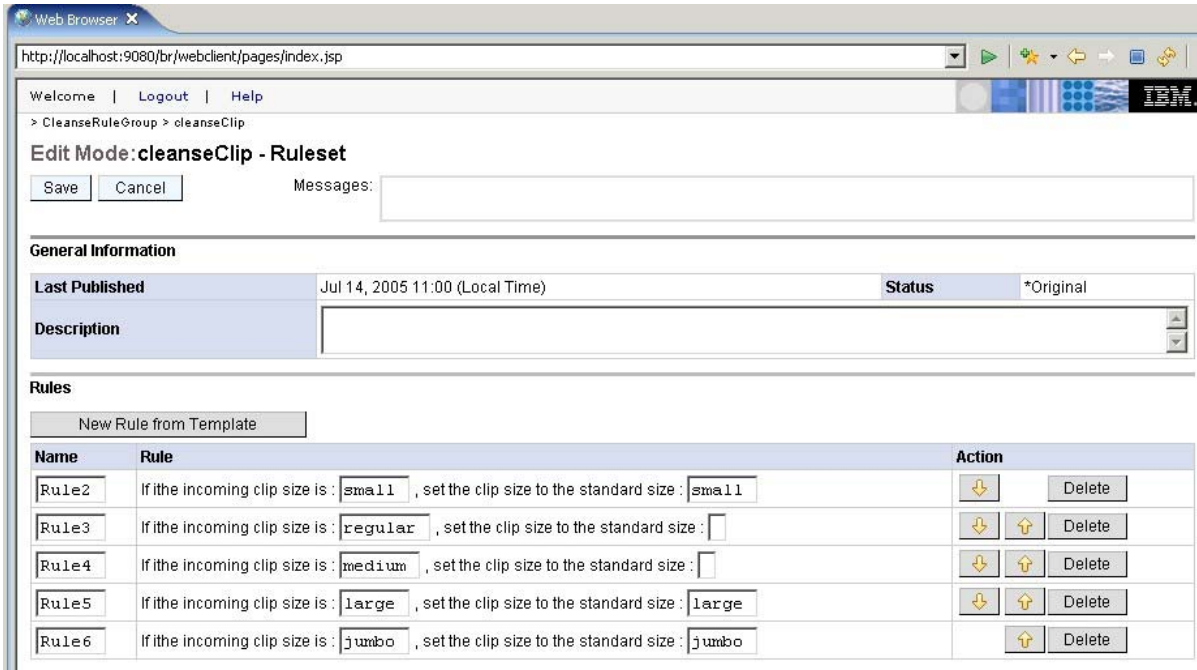 Web Browser
http://localhost:9080/br/webclient/pages/index.jsp
Welcome | Logout | Help
IBM.
> CleanseRuleGroup > cleanseClip
Edit Mode:cleanseClip - Ruleset
Save Cancel Messages:
General Information
Last Published Jul 14, 2005 11:00 (Local Time) Status *Original
Description
Rules
New Rule from Template
Name Rule Action
Rule2 If ithe incoming clip size is : small , set the clip size to the standard size : small Delete
Rule3 If ithe incoming clip size is : regular , set the clip size to the standard size : Delete
Rule4 If ithe incoming clip size is : medium , set the clip size to the standard size : Delete
Rule5 If ithe incoming clip size is : large , set the clip size to the standard size : large Delete
Rule6 If ithe incoming clip size is : jumbo , set the clip size to the standard size : jumbo Delete